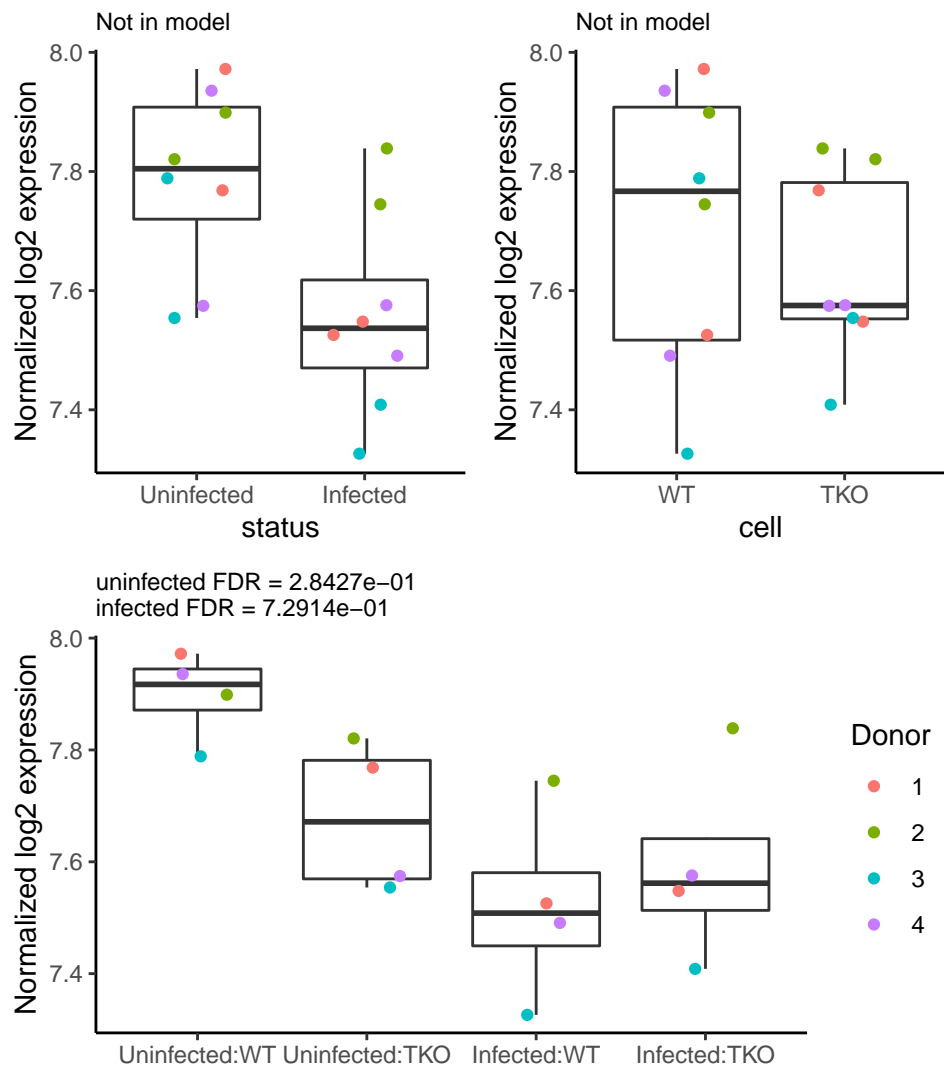 Not in model
Normalized log2 expression
8.0
7.8
7.6
7.4
Uninfected
Infected
status
Not in model
Normalized log2 expression
8.0
7.8
7.6
7.4
WT
TKO
cell
uninfected FDR = 2.8427e−01
infected FDR = 7.2914e−01
Normalized log2 expression
8.0
7.8
7.6
7.4
Uninfected:WT
Uninfected:TKO
Infected:WT
Infected:TKO
Donor
1
2
3
4